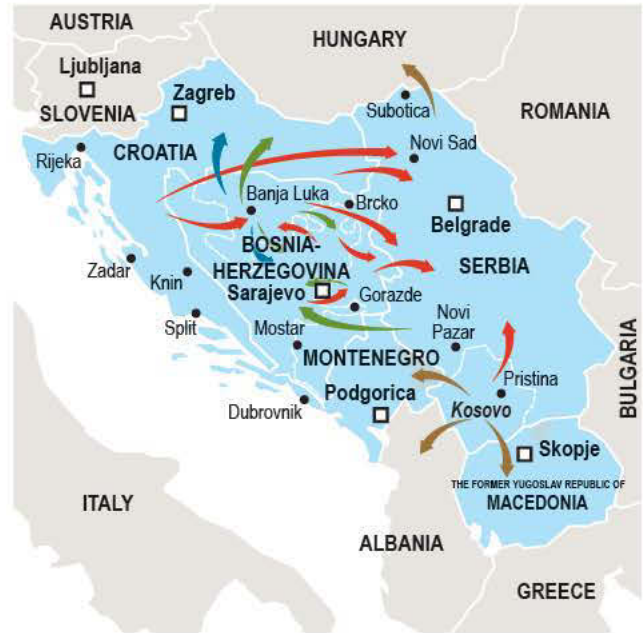 AUSTRIA
HUNGARY
Ljubljana
SLOVENIA
Zagreb
Subotica
ROMANIA
Rijeka
CROATIA
Novi Sad
Banja Luka
Brcko
Belgrade
BOSNIA-
HERZEGOVINA
SERBIA
Zadar
Knin
Sarajevo
Gorazde
Split
Mostar
Novi
Pazar
MONTENEGRO
BULGARIA
Pristina
Dubrovnik
Podgorica
Kosovo
Skopje
THE FORMER YUGOSLAV REPUBLIC OF
MACEDONIA
ITALY
ALBANIA
GREECE